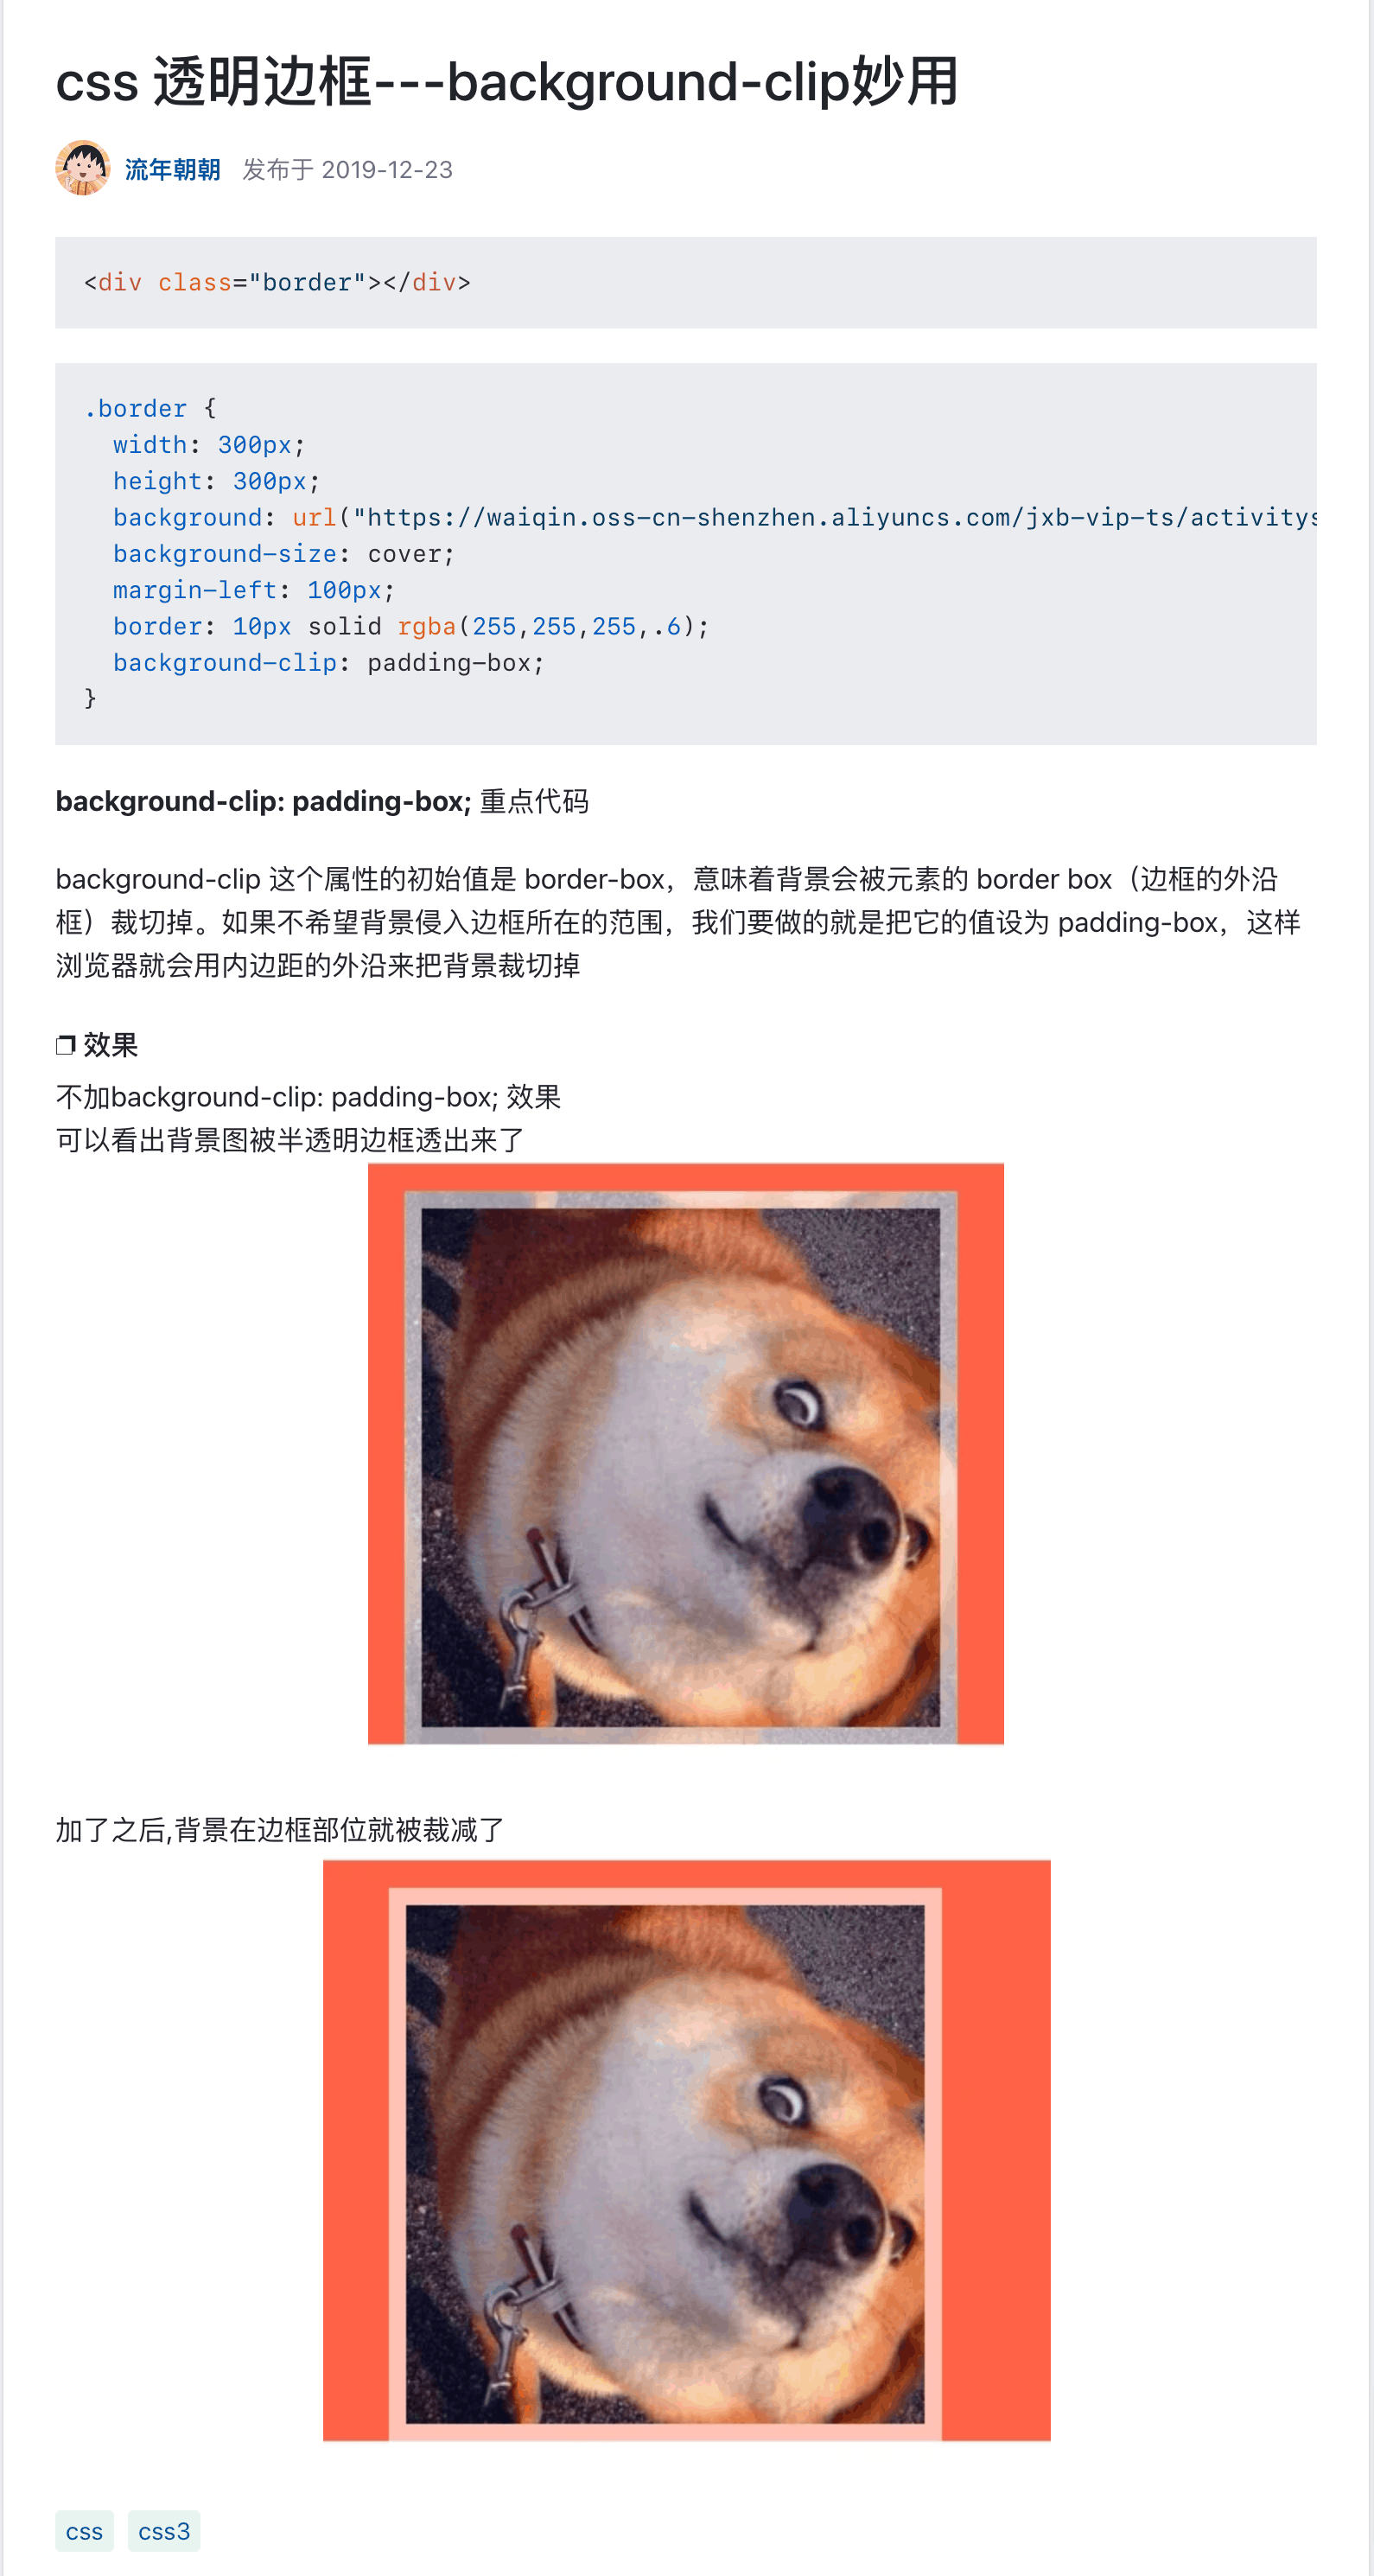 css 透明边框---background-clip妙用
流年朝朝 发布于 2019-12-23
<div class="border"></div>
.border {
  width: 300px;
  height: 300px;
  background: url("https://waiqin.oss-cn-shenzhen.aliyuncs.com/jxb-vip-ts/activitys
  background-size: cover;
  margin-left: 100px;
  border: 10px solid rgba(255,255,255,.6);
  background-clip: padding-box;
}
background-clip: padding-box; 重点代码
background-clip 这个属性的初始值是 border-box，意味着背景会被元素的 border box（边框的外沿
框）裁切掉。如果不希望背景侵入边框所在的范围，我们要做的就是把它的值设为 padding-box，这样
浏览器就会用内边距的外沿来把背景裁切掉
❐ 效果
不加background-clip: padding-box; 效果
可以看出背景图被半透明边框透出来了
加了之后,背景在边框部位就被裁减了
css css3